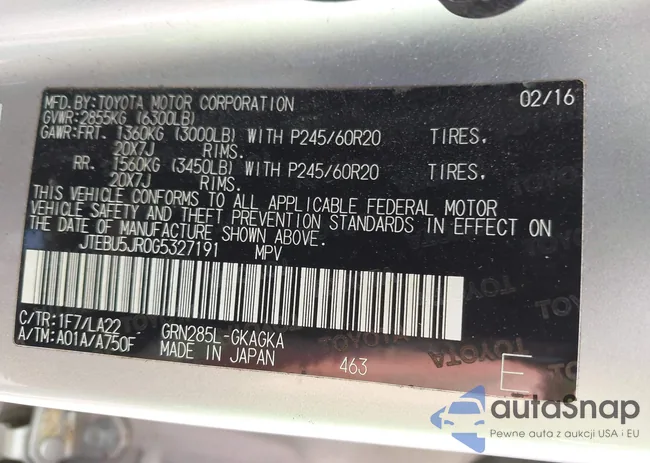 MFD.BY:TOYOTA MOTOR CORPORATION 02/16
GVWR:2855KG (6300LB)
GAWR:FRT. 1360KG (3000LB) WITH P245/60R20 TIRES,
20X7J RIMS.
RR. 1560KG (3450LB) WITH P245/60R20 TIRES,
20X7J RIMS.
THIS VEHICLE CONFORMS TO ALL APPLICABLE FEDERAL MOTOR
VEHICLE SAFETY AND THEFT PREVENTION STANDARDS IN EFFECT ON
THE DATE OF MANUFACTURE SHOWN ABOVE.
JTEBU5JR0G5327191 MPV
C/TR:1F7/LA22 GRN285L-GKAGKA
A/TM:A01A/A750F MADE IN JAPAN 463 E
TOYOTA
autaSnap
Pewne auta z aukcji USA i EU